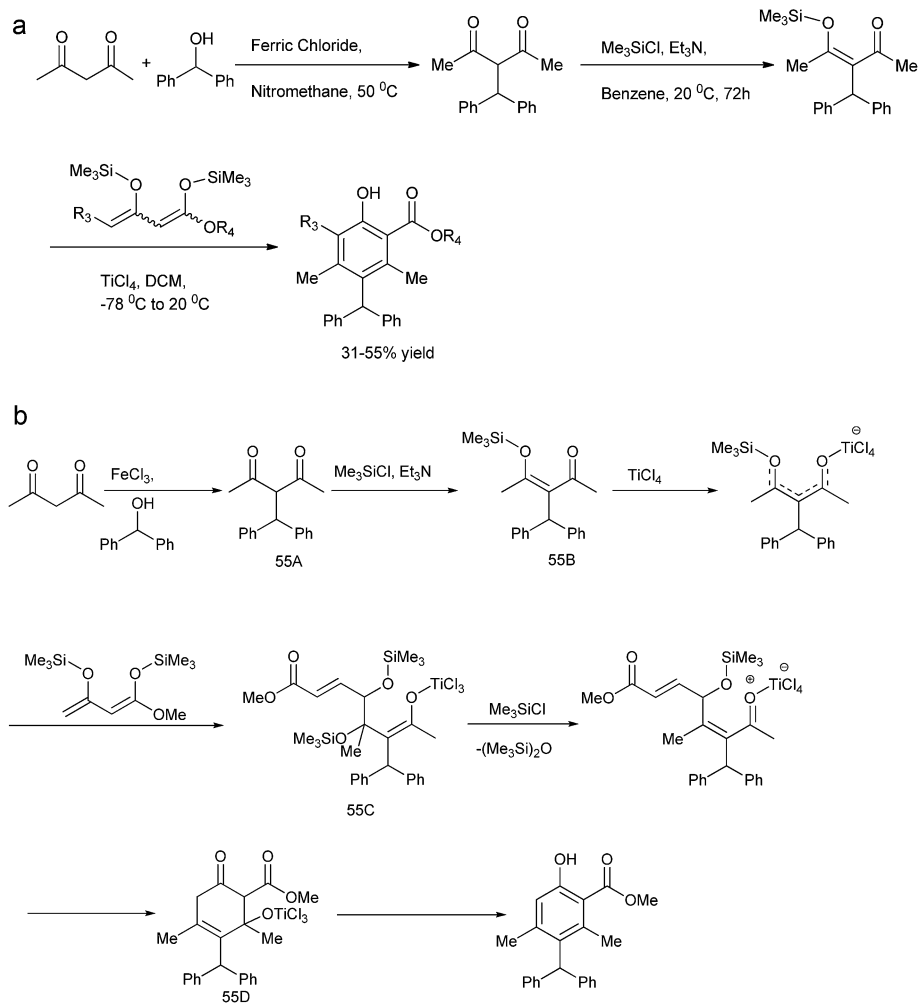 a
O O
+
OH
Ph Ph
Ferric Chloride,
Nitromethane, 50 ⁰C
O O
Me Me
Ph Ph
Me₃SiCl, Et₃N,
Benzene, 20 ⁰C, 72h
Me₃Si
O O
Me Me
Ph Ph
Me₃Si SiMe₃
O O
R₃ OR₄
TiCl₄, DCM,
-78 ⁰C to 20 ⁰C
OH O
R₃ OR₄
Me Me
Ph Ph
31-55% yield
b
O O
FeCl₃,
OH
Ph Ph
O O
Ph Ph
55A
Me₃SiCl, Et₃N
Me₃Si
O O
Ph Ph
55B
TiCl₄
⊖
Me₃Si TiCl₄
O O
Ph Ph
Me₃Si SiMe₃
O O
OMe
O SiMe₃
MeO O TiCl₃
O
Me₃SiO
Me
Ph Ph
55C
Me₃SiCl
-(Me₃Si)₂O
O SiMe₃ ⊖
MeO O ⊕ TiCl₄
O
Me
Ph Ph
O O
OMe
OTiCl₃
Me Me
Ph Ph
55D
OH O
OMe
Me Me
Ph Ph